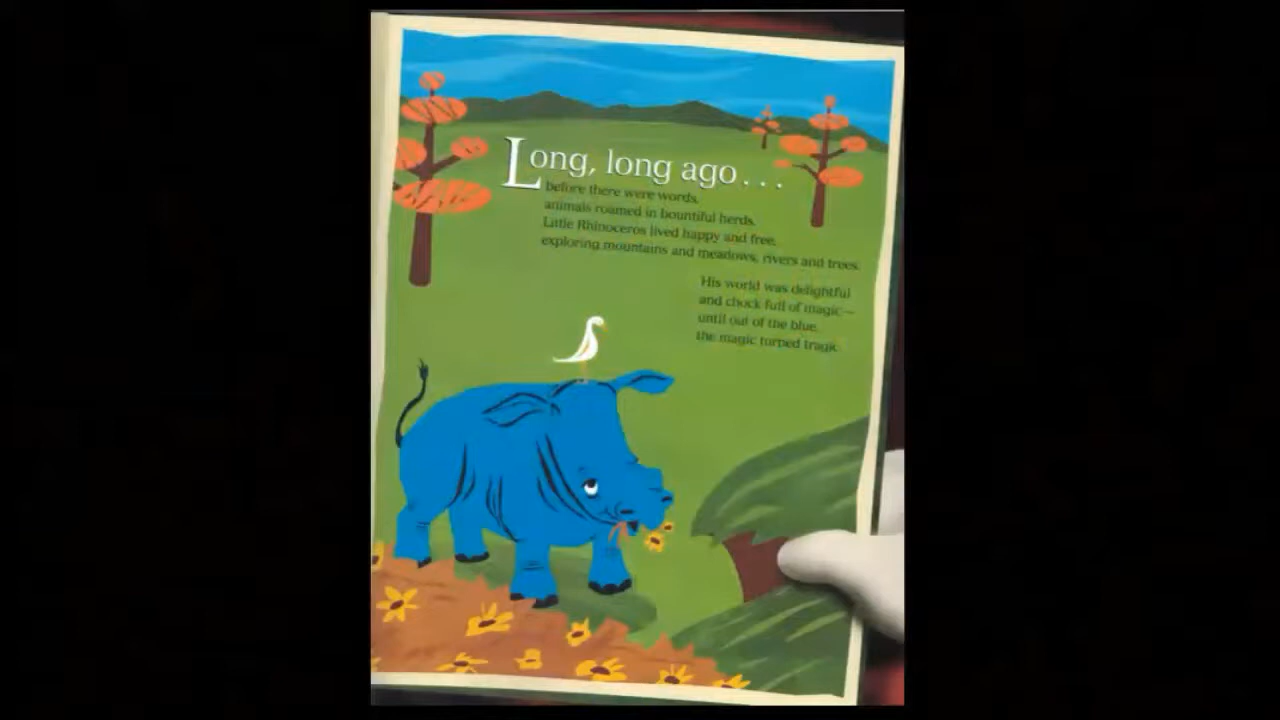 Long, long ago...
before there were words,
animals roamed in bountiful herds.
Little Rhinoceros lived happy and free,
exploring mountains and meadows, rivers and trees.
His world was delightful
and chock full of magic—
until out of the blue,
the magic turned tragic.